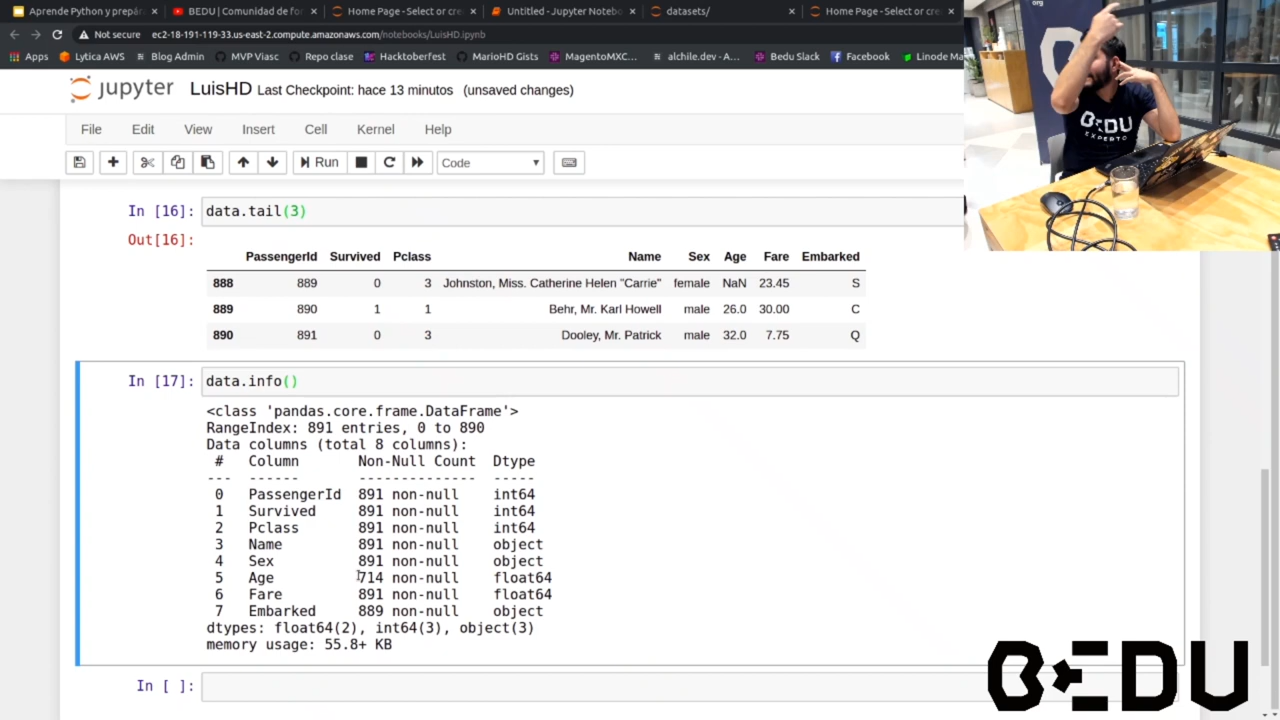 Aprende Python y prepára
BEDU | Comunidad de for
Home Page - Select or cre
Untitled - Jupyter Notebo
datasets/
Home Page - Select or cre
Not secure
ec2-18-191-119-33.us-east-2.compute.amazonaws.com/notebooks/LuisHD.ipynb
Apps
Lytica AWS
Blog Admin
MVP
Repo clase
Hacktoberfest
MarioHD Gists
MagentoMXC...
alchile.dev - A...
Bedu Slack
Facebook
Linode Ma
org
BEDU
EXPERTO
jupyter LuisHD Last Checkpoint: hace 13 minutos (unsaved changes)
File Edit View Insert Cell Kernel Help
Run Code
In [16]: data.tail(3)
Out[16]:
PassengerId Survived Pclass Name Sex Age Fare Embarked
888 889 0 3 Johnston, Miss. Catherine Helen "Carrie" female NaN 23.45 S
889 890 1 1 Behr, Mr. Karl Howell male 26.0 30.00 C
890 891 0 3 Dooley, Mr. Patrick male 32.0 7.75 Q
In [17]: data.info()
<class 'pandas.core.frame.DataFrame'>
RangeIndex: 891 entries, 0 to 890
Data columns (total 8 columns):
# Column Non-Null Count Dtype
--- ------ -------------- -----
0 PassengerId 891 non-null int64
1 Survived 891 non-null int64
2 Pclass 891 non-null int64
3 Name 891 non-null object
4 Sex 891 non-null object
5 Age 714 non-null float64
6 Fare 891 non-null float64
7 Embarked 889 non-null object
dtypes: float64(2), int64(3), object(3)
memory usage: 55.8+ KB
In [ ]:
BEDU